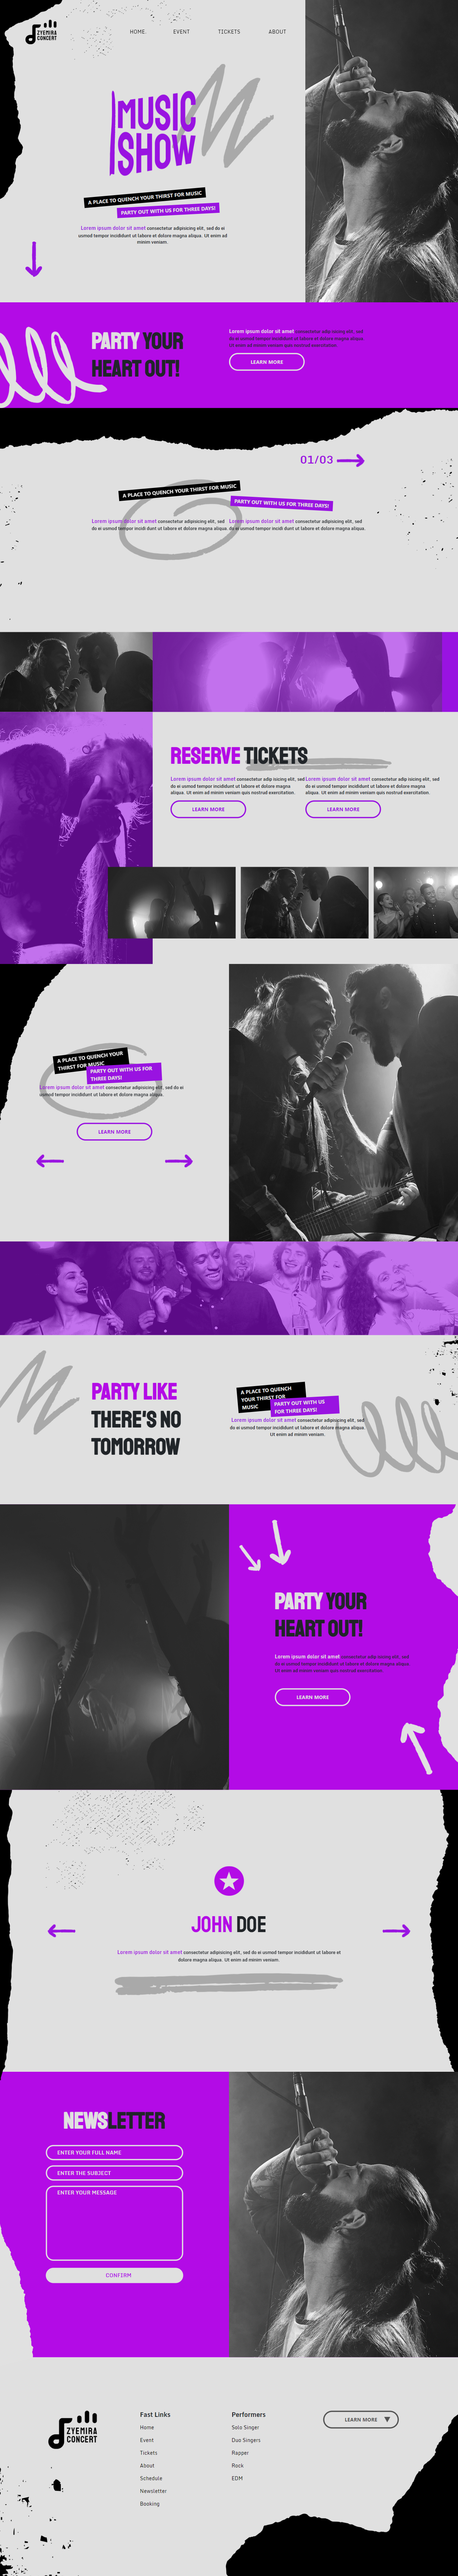 ZYEMIRA
CONCERT
HOME
EVENT
TICKETS
ABOUT
MUSIC
SHOW
A PLACE TO QUENCH YOUR THIRST FOR MUSIC
PARTY OUT WITH US FOR THREE DAYS!
Lorem ipsum dolor sit amet consectetur adipiscing elit, sed do ei
usmod tempor incididunt ut labore et dolore magna aliqua. Ut enim ad
minim veniam.
PARTY YOUR
HEART OUT!
Lorem ipsum dolor sit amet consectetur adip iscing elit, sed
do ei usmod tempor incididunt ut labore et dolore magna aliqua.
Ut enim ad minim veniam quis nostrud exercitation
LEARN MORE
01/03
A PLACE TO QUENCH YOUR THIRST FOR MUSIC
Lorem ipsum dolor sit amet consectetur adipiscing elit, sed
do ei usmod tempor incidi dunt ut labore et dolore magna aliqua.
PARTY OUT WITH US FOR THREE DAYS!
Lorem ipsum dolor sit amet consectetur adipiscing elit, sed
do ei usmod tempor incidi dunt ut labore et dolore magna aliqua.
RESERVE TICKETS
Lorem ipsum dolor sit amet consectetur adip iscing elit, sed
do ei usmod tempor incididunt ut labore et dolore magna
aliqua. Ut enim ad minim veniam quis nostrud exercitation.
LEARN MORE
Lorem ipsum dolor sit amet consectetur adip iscing elit, sed
do ei usmod tempor incididunt ut labore et dolore magna
aliqua. Ut enim ad minim veniam quis nostrud exercitation.
LEARN MORE
A PLACE TO QUENCH YOUR
THIRST FOR MUSIC
PARTY OUT WITH US FOR
THREE DAYS!
Lorem ipsum dolor sit amet consectetur adipiscing elit, sed do ei
usmod tempor incididunt ut labore et dolore magna aliqua.
LEARN MORE
PARTY LIKE
THERE'S NO
TOMORROW
A PLACE TO QUENCH
YOUR THIRST FOR
MUSIC
PARTY OUT WITH US
FOR THREE DAYS!
Lorem ipsum dolor sit amet consectetur adipiscing elit, sed
do ei usmod tempor incididunt ut labore et dolore magna aliqua.
Ut enim ad minim veniam.
PARTY YOUR
HEART OUT!
Lorem ipsum dolor sit amet consectetur adip iscing elit, sed
do ei usmod tempor incididunt ut labore et dolore magna aliqua.
Ut enim ad minim veniam quis nostrud exercitation
LEARN MORE
JOHN DOE
Lorem ipsum dolor sit amet consectetur adipiscing elit, sed do ei usmod tempor incididunt ut labore et
dolore magna aliqua. Ut enim ad minim veniam.
NEWSLETTER
ENTER YOUR FULL NAME
ENTER THE SUBJECT
ENTER YOUR MESSAGE
CONFIRM
ZYEMIRA
CONCERT
Fast Links
Home
Event
Tickets
About
Schedule
Newsletter
Booking
Performers
Solo Singer
Duo Singers
Rapper
Rock
EDM
LEARN MORE